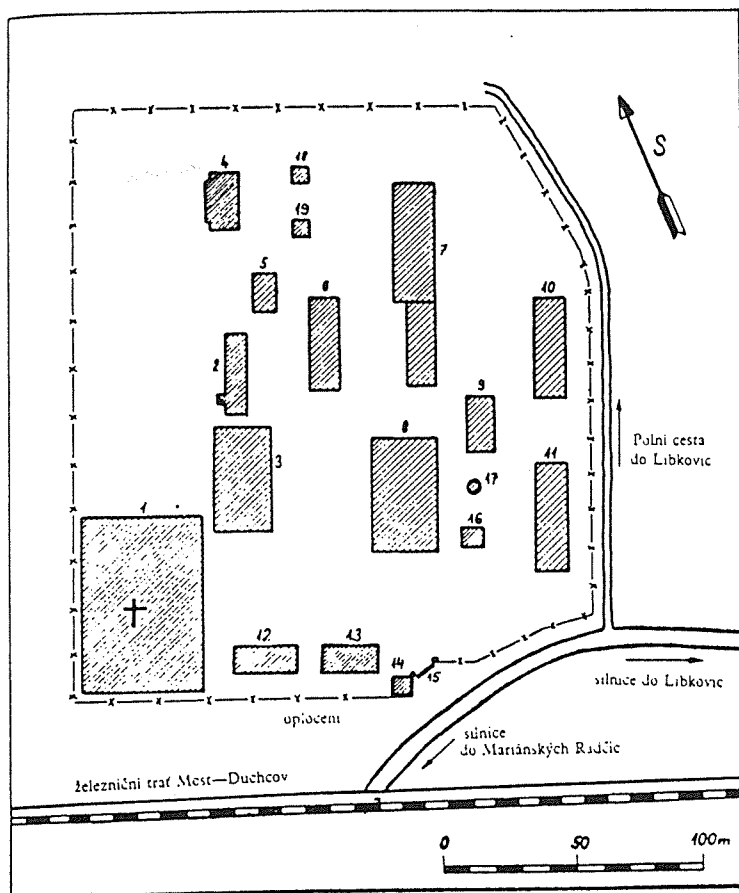 S
4
18
19
5
6
7
10
2
9
8
3
17
11
1
16
12
13
14
15
Polní cesta
do Libkovic
silnice do Libkovic
oplocení
silnice
do Mariánských Radčic
železniční trať Most—Duchcov
0 50 100m